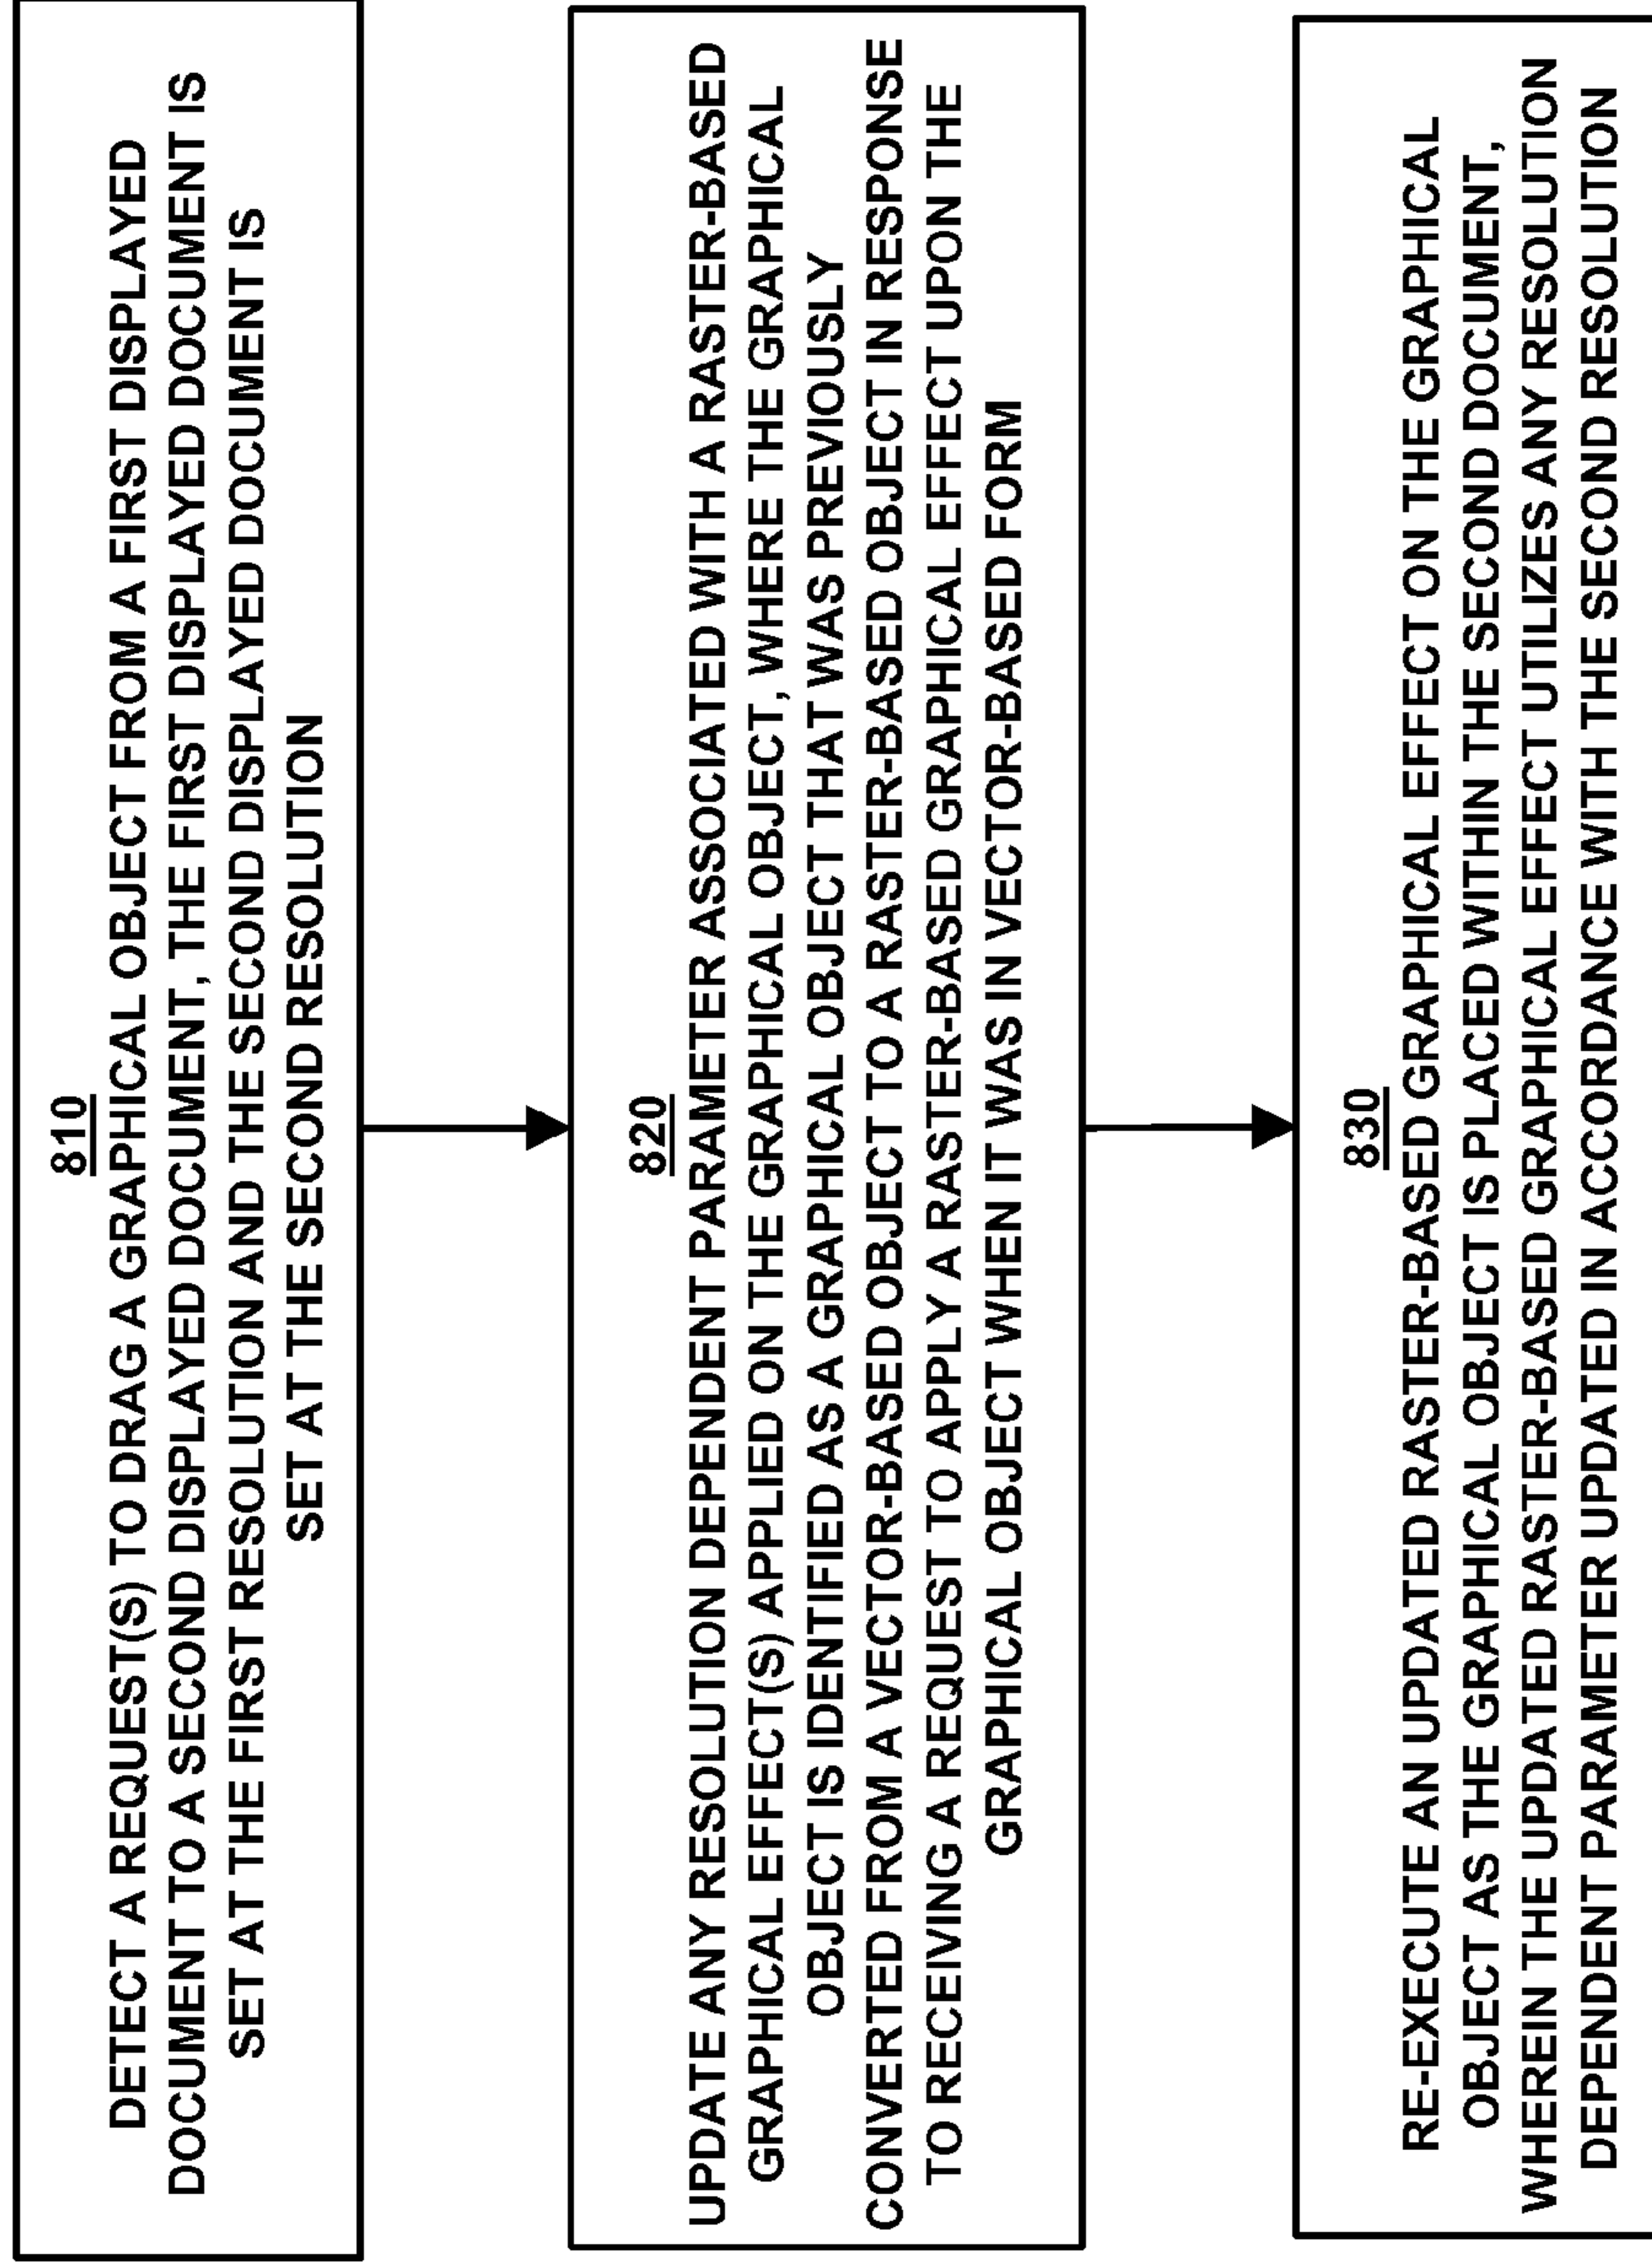 810
DETECT A REQUEST(S) TO DRAG A GRAPHICAL OBJECT FROM A FIRST DISPLAYED
DOCUMENT TO A SECOND DISPLAYED DOCUMENT, THE FIRST DISPLAYED DOCUMENT IS
SET AT THE FIRST RESOLUTION AND THE SECOND DISPLAYED DOCUMENT IS
SET AT THE SECOND RESOLUTION
820
UPDATE ANY RESOLUTION DEPENDENT PARAMETER ASSOCIATED WITH A RASTER-BASED
GRAPHICAL EFFECT(S) APPLIED ON THE GRAPHICAL OBJECT, WHERE THE GRAPHICAL
OBJECT IS IDENTIFIED AS A GRAPHICAL OBJECT THAT WAS PREVIOUSLY
CONVERTED FROM A VECTOR-BASED OBJECT TO A RASTER-BASED OBJECT IN RESPONSE
TO RECEIVING A REQUEST TO APPLY A RASTER-BASED GRAPHICAL EFFECT UPON THE
GRAPHICAL OBJECT WHEN IT WAS IN VECTOR-BASED FORM
830
RE-EXECUTE AN UPDATED RASTER-BASED GRAPHICAL EFFECT ON THE GRAPHICAL
OBJECT AS THE GRAPHICAL OBJECT IS PLACED WITHIN THE SECOND DOCUMENT,
WHEREIN THE UPDATED RASTER-BASED GRAPHICAL EFFECT UTILIZES ANY RESOLUTION
DEPENDENT PARAMETER UPDATED IN ACCORDANCE WITH THE SECOND RESOLUTION